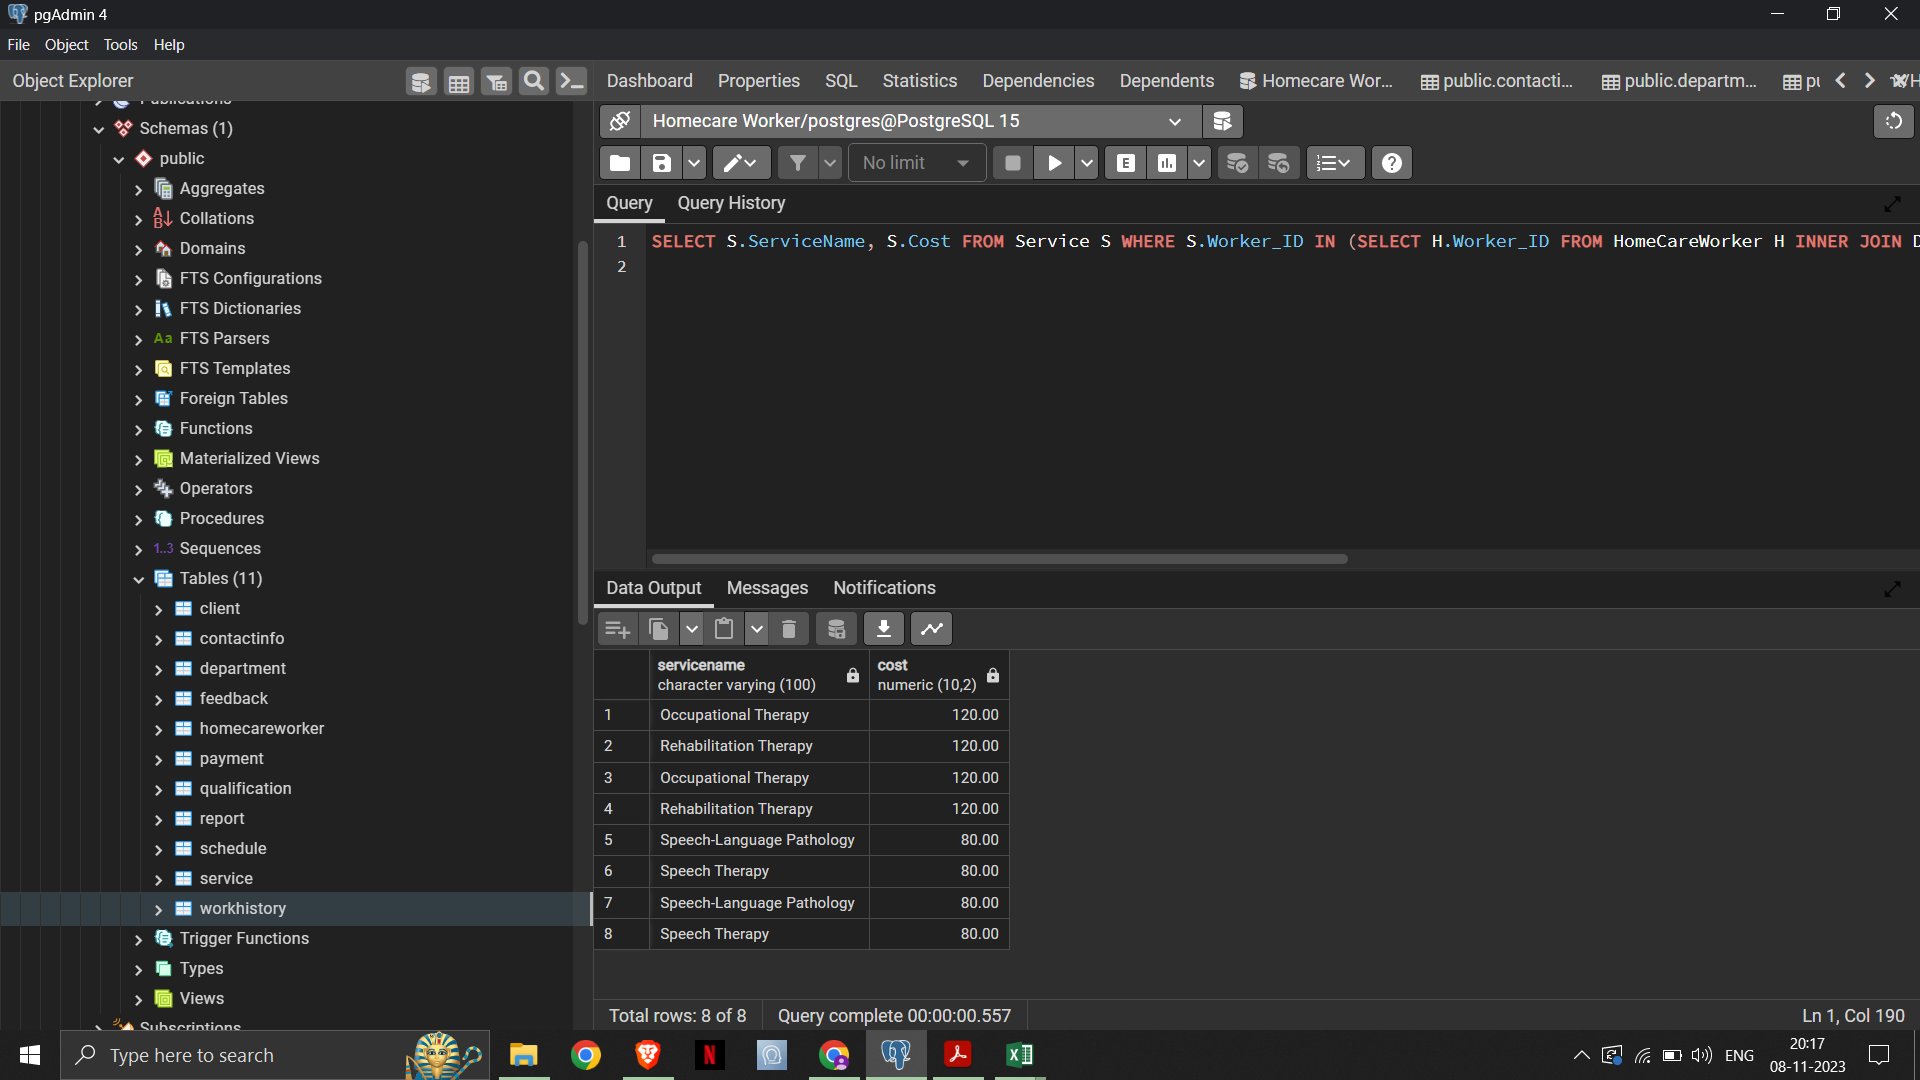 pgAdmin 4
File Object Tools Help
Object Explorer
Dashboard Properties SQL Statistics Dependencies Dependents Homecare Wor... public.contacti... public.departm...
Publications
Schemas (1)
public
Aggregates
Collations
Domains
FTS Configurations
FTS Dictionaries
Aa FTS Parsers
FTS Templates
Foreign Tables
Functions
Materialized Views
Operators
Procedures
1..3 Sequences
Tables (11)
client
contactinfo
department
feedback
homecareworker
payment
qualification
report
schedule
service
workhistory
Trigger Functions
Types
Views
Subscriptions
Homecare Worker/postgres@PostgreSQL 15
No limit
E
Query Query History
1 SELECT S.ServiceName, S.Cost FROM Service S WHERE S.Worker_ID IN (SELECT H.Worker_ID FROM HomeCareWorker H INNER JOIN D
2
Data Output Messages Notifications
servicename cost
character varying (100) numeric (10,2)
1 Occupational Therapy 120.00
2 Rehabilitation Therapy 120.00
3 Occupational Therapy 120.00
4 Rehabilitation Therapy 120.00
5 Speech-Language Pathology 80.00
6 Speech Therapy 80.00
7 Speech-Language Pathology 80.00
8 Speech Therapy 80.00
Total rows: 8 of 8 Query complete 00:00:00.557 Ln 1, Col 190
Type here to search
ENG
20:17
08-11-2023